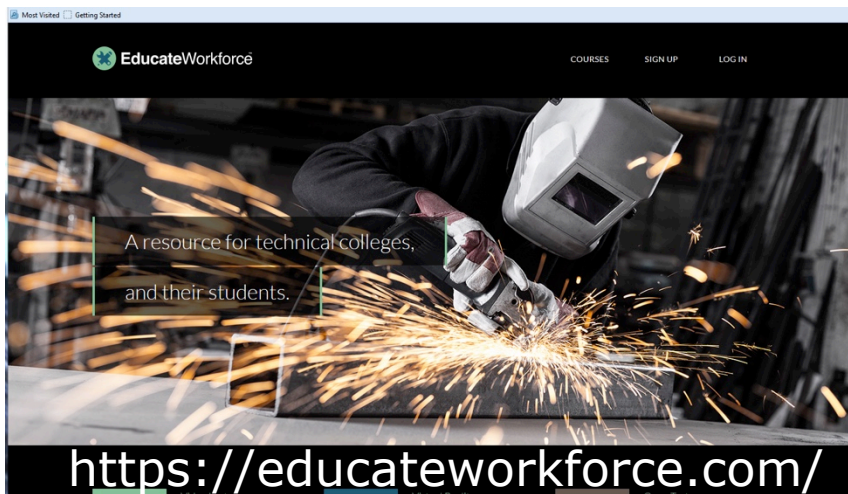 Most Visited Getting Started
EducateWorkforce
COURSES SIGN UP LOG IN
A resource for technical colleges,
and their students.
https://educateworkforce.com/